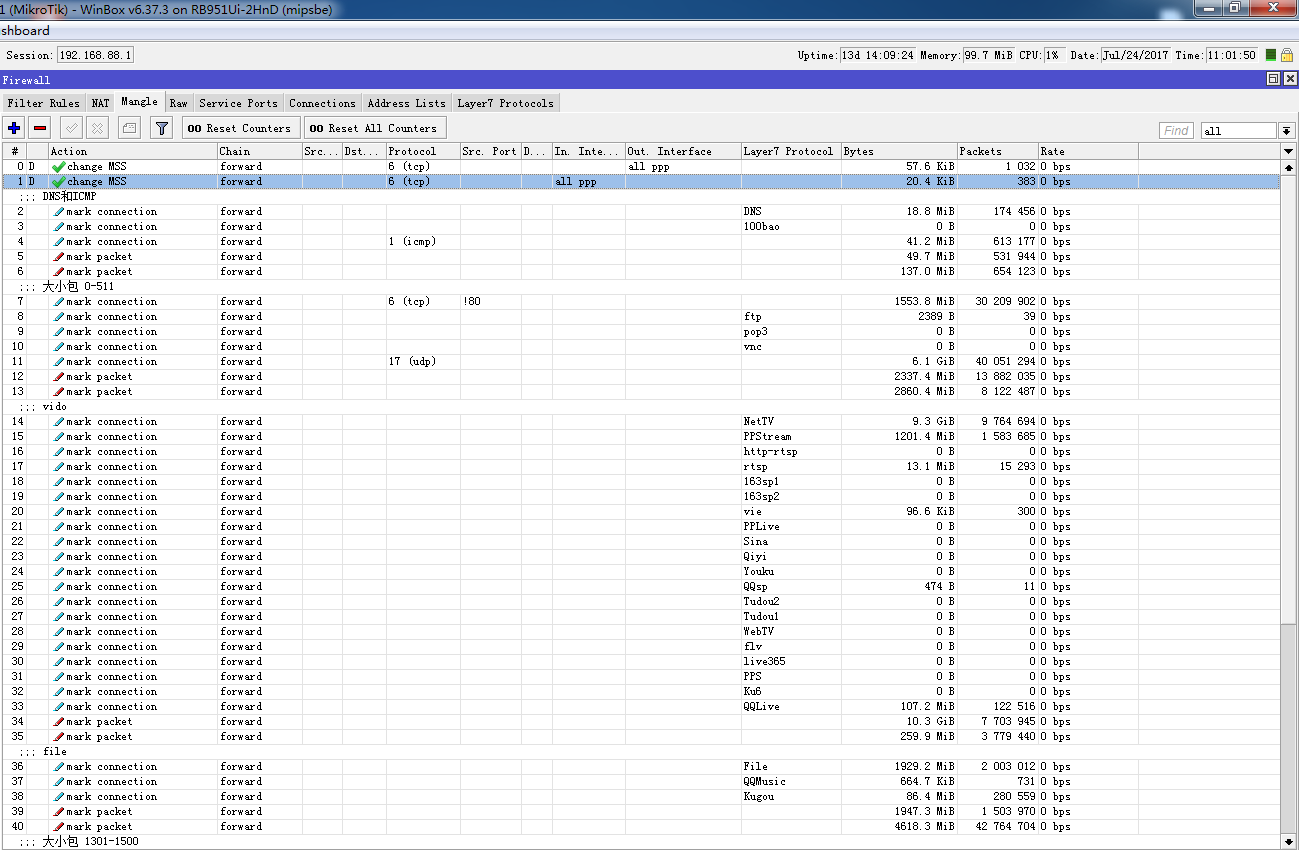 1 (MikroTik) - WinBox v6.37.3 on RB951Ui-2HnD (mipsbe)
shboard
Session: 192.168.88.1 Uptime: 13d 14:09:24 Memory: 99.7 MiB CPU: 1% Date: Jul/24/2017 Time: 11:01:50
Firewall
Filter Rules NAT Mangle Raw Service Ports Connections Address Lists Layer7 Protocols
00 Reset Counters 00 Reset All Counters Find all
# Action Chain Src... Dst... Protocol Src. Port D... In. Inte... Out. Interface Layer7 Protocol Bytes Packets Rate
0 D change MSS forward 6 (tcp) all ppp 57.6 KiB 1 032 0 bps
1 D change MSS forward 6 (tcp) all ppp 20.4 KiB 383 0 bps
;;; DNS和ICMP
2 mark connection forward DNS 18.8 MiB 174 456 0 bps
3 mark connection forward 100bao 0 B 0 0 bps
4 mark connection forward 1 (icmp) 41.2 MiB 613 177 0 bps
5 mark packet forward 49.7 MiB 531 944 0 bps
6 mark packet forward 137.0 MiB 654 123 0 bps
;;; 大小包 0-511
7 mark connection forward 6 (tcp) !80 1553.8 MiB 30 209 902 0 bps
8 mark connection forward ftp 2389 B 39 0 bps
9 mark connection forward pop3 0 B 0 0 bps
10 mark connection forward vnc 0 B 0 0 bps
11 mark connection forward 17 (udp) 6.1 GiB 40 051 294 0 bps
12 mark packet forward 2337.4 MiB 13 882 035 0 bps
13 mark packet forward 2860.4 MiB 8 122 487 0 bps
;;; vido
14 mark connection forward NetTV 9.3 GiB 9 764 694 0 bps
15 mark connection forward PPStream 1201.4 MiB 1 583 685 0 bps
16 mark connection forward http-rtsp 0 B 0 0 bps
17 mark connection forward rtsp 13.1 MiB 15 293 0 bps
18 mark connection forward 163sp1 0 B 0 0 bps
19 mark connection forward 163sp2 0 B 0 0 bps
20 mark connection forward vie 96.6 KiB 300 0 bps
21 mark connection forward PPLive 0 B 0 0 bps
22 mark connection forward Sina 0 B 0 0 bps
23 mark connection forward Qiyi 0 B 0 0 bps
24 mark connection forward Youku 0 B 0 0 bps
25 mark connection forward QQsp 474 B 11 0 bps
26 mark connection forward Tudou2 0 B 0 0 bps
27 mark connection forward Tudou1 0 B 0 0 bps
28 mark connection forward WebTV 0 B 0 0 bps
29 mark connection forward flv 0 B 0 0 bps
30 mark connection forward live365 0 B 0 0 bps
31 mark connection forward PPS 0 B 0 0 bps
32 mark connection forward Ku6 0 B 0 0 bps
33 mark connection forward QQLive 107.2 MiB 122 516 0 bps
34 mark packet forward 10.3 GiB 7 703 945 0 bps
35 mark packet forward 259.9 MiB 3 779 440 0 bps
;;; file
36 mark connection forward File 1929.2 MiB 2 003 012 0 bps
37 mark connection forward QQMusic 664.7 KiB 731 0 bps
38 mark connection forward Kugou 86.4 MiB 280 559 0 bps
39 mark packet forward 1947.3 MiB 1 503 970 0 bps
40 mark packet forward 4618.3 MiB 42 764 704 0 bps
;;; 大小包 1301-1500